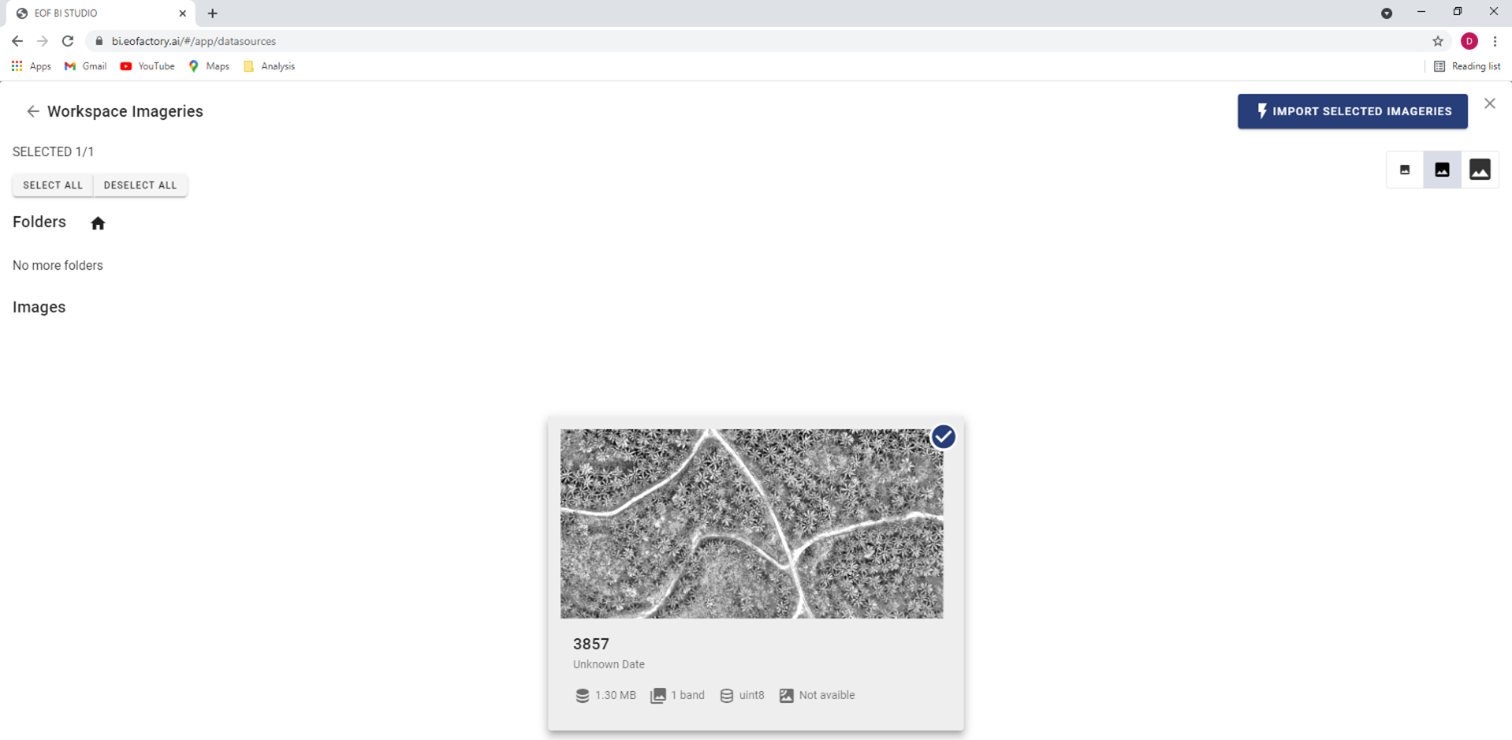 EOF BI STUDIO
bi.eofactory.ai/#/app/datasources
D
Apps Gmail YouTube Maps Analysis Reading list
Workspace Imageries
IMPORT SELECTED IMAGERIES
SELECTED 1/1
SELECT ALL DESELECT ALL
Folders
No more folders
Images
3857
Unknown Date
1.30 MB 1 band uint8 Not avaible